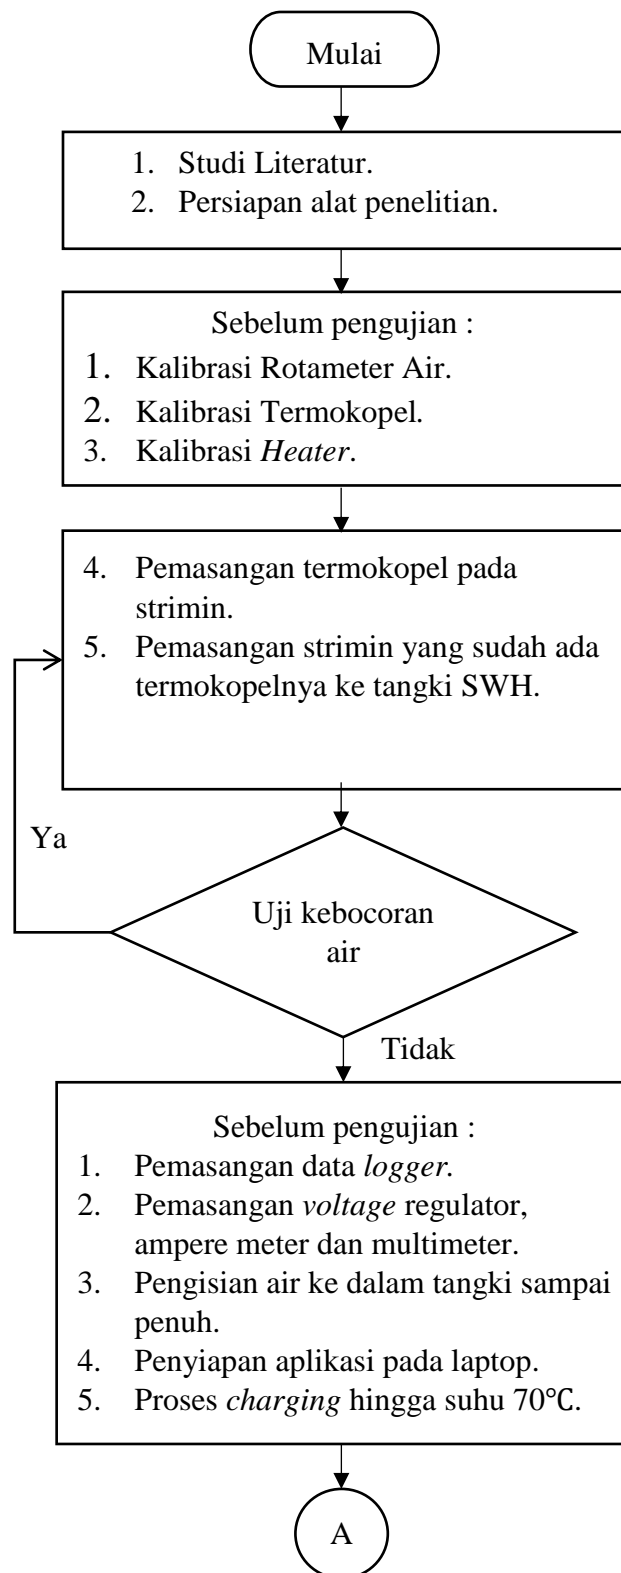 Mulai
1. Studi Literatur.
2. Persiapan alat penelitian.
Sebelum pengujian :
1. Kalibrasi Rotameter Air.
2. Kalibrasi Termokopel.
3. Kalibrasi Heater.
4. Pemasangan termokopel pada
strimin.
5. Pemasangan strimin yang sudah ada
termokopelnya ke tangki SWH.
Ya
Uji kebocoran
air
Tidak
Sebelum pengujian :
1. Pemasangan data logger.
2. Pemasangan voltage regulator,
ampere meter dan multimeter.
3. Pengisian air ke dalam tangki sampai
penuh.
4. Penyiapan aplikasi pada laptop.
5. Proses charging hingga suhu 70℃.
A